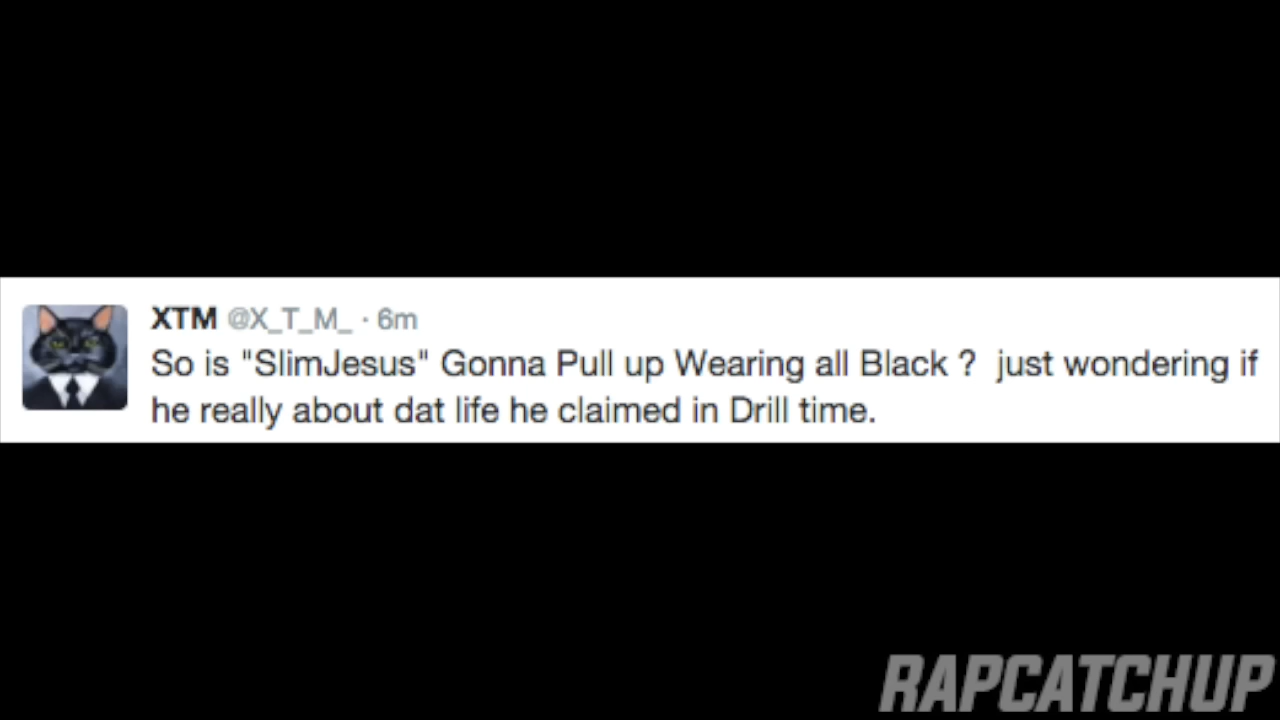 XTM @X_T_M_ · 6m
So is "SlimJesus" Gonna Pull up Wearing all Black ?  just wondering if
he really about dat life he claimed in Drill time.
RAPCATCHUP